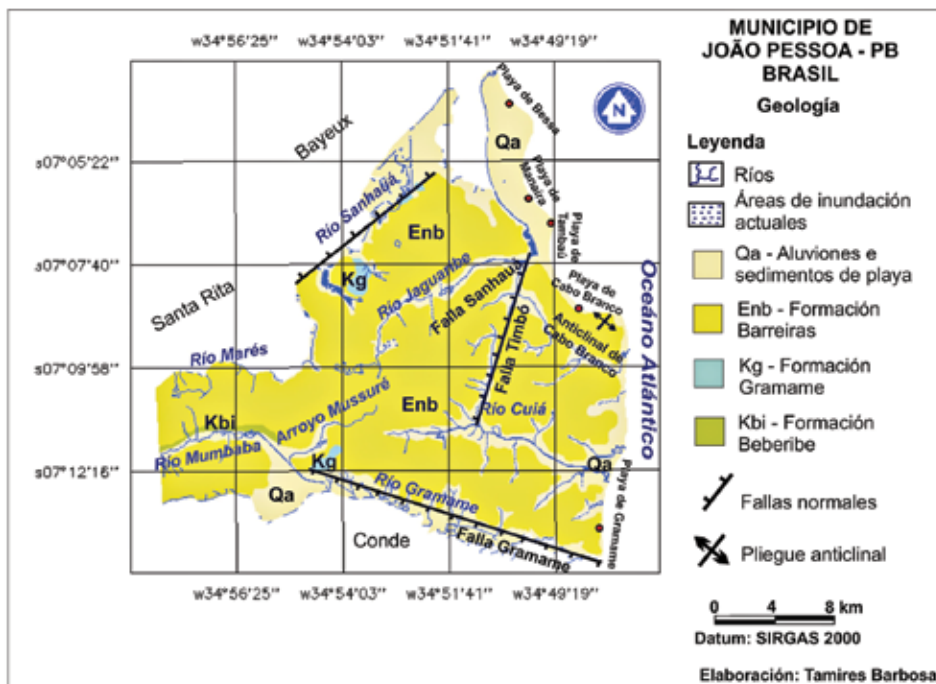 w34°56'25" w34°54'03" w34°51'41" w34°49'19"
s07°05'22"
s07°07'40"
s07°09'58"
s07°12'16"
Bayeux
Santa Rita
Conde
Océano Atlántico
Río Sanhauá
Río Jaguaribe
Río Marés
Arroyo Mussuré
Río Mumbaba
Río Cuiá
Río Gramame
Falla Sanhauá
Falla Timbó
Falla Gramame
Anticlinal de
Cabo Branco
Playa de Bessa
Playa de
Manaira
Playa de
Tambaú
Playa de
Cabo Branco
Playa de Gramame
Qa
Enb
Kg
Enb
Kbi
Kg
Qa
Qa
w34°56'25" w34°54'03" w34°51'41" w34°49'19"
MUNICIPIO DE
JOÃO PESSOA - PB
BRASIL
Geología
N
Leyenda
Ríos
Áreas de inundación
actuales
Qa - Aluviones e
sedimentos de playa
Enb - Formación
Barreiras
Kg - Formación
Gramame
Kbi - Formación
Beberibe
Fallas normales
Pliegue anticlinal
0 4 8 km
Datum: SIRGAS 2000
Elaboración: Tamires Barbosa